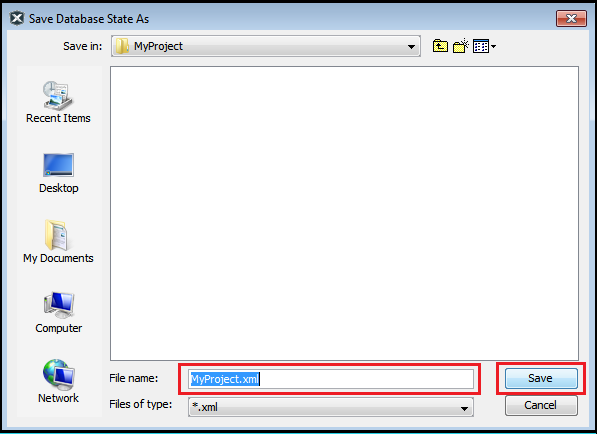 Save Database State As
Save in: MyProject
Recent Items
Desktop
My Documents
Computer
Network
File name: MyProject.xml Save
Files of type: *.xml Cancel